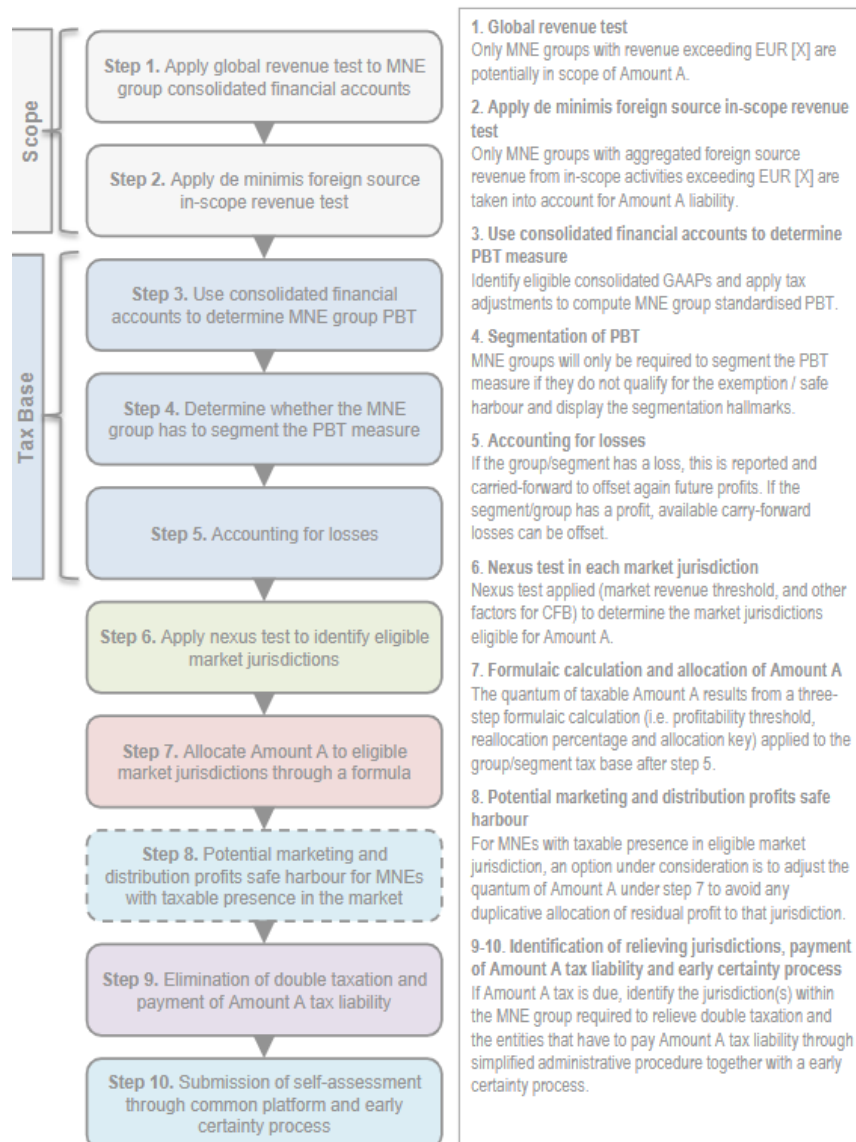 Scope
Step 1. Apply global revenue test to MNE
group consolidated financial accounts
Step 2. Apply de minimis foreign source
in-scope revenue test
Tax Base
Step 3. Use consolidated financial
accounts to determine MNE group PBT
Step 4. Determine whether the MNE
group has to segment the PBT measure
Step 5. Accounting for losses
Step 6. Apply nexus test to identify eligible
market jurisdictions
Step 7. Allocate Amount A to eligible
market jurisdictions through a formula
Step 8. Potential marketing and
distribution profits safe harbour for MNEs
with taxable presence in the market
Step 9. Elimination of double taxation and
payment of Amount A tax liability
Step 10. Submission of self-assessment
through common platform and early
certainty process
1. Global revenue test
Only MNE groups with revenue exceeding EUR [X] are
potentially in scope of Amount A.
2. Apply de minimis foreign source in-scope revenue
test
Only MNE groups with aggregated foreign source
revenue from in-scope activities exceeding EUR [X] are
taken into account for Amount A liability.
3. Use consolidated financial accounts to determine
PBT measure
Identify eligible consolidated GAAPs and apply tax
adjustments to compute MNE group standardised PBT.
4. Segmentation of PBT
MNE groups will only be required to segment the PBT
measure if they do not qualify for the exemption / safe
harbour and display the segmentation hallmarks.
5. Accounting for losses
If the group/segment has a loss, this is reported and
carried-forward to offset again future profits. If the
segment/group has a profit, available carry-forward
losses can be offset.
6. Nexus test in each market jurisdiction
Nexus test applied (market revenue threshold, and other
factors for CFB) to determine the market jurisdictions
eligible for Amount A.
7. Formulaic calculation and allocation of Amount A
The quantum of taxable Amount A results from a three-
step formulaic calculation (i.e. profitability threshold,
reallocation percentage and allocation key) applied to the
group/segment tax base after step 5.
8. Potential marketing and distribution profits safe
harbour
For MNEs with taxable presence in eligible market
jurisdiction, an option under consideration is to adjust the
quantum of Amount A under step 7 to avoid any
duplicative allocation of residual profit to that jurisdiction.
9-10. Identification of relieving jurisdictions, payment
of Amount A tax liability and early certainty process
If Amount A tax is due, identify the jurisdiction(s) within
the MNE group required to relieve double taxation and
the entities that have to pay Amount A tax liability through
simplified administrative procedure together with a early
certainty process.